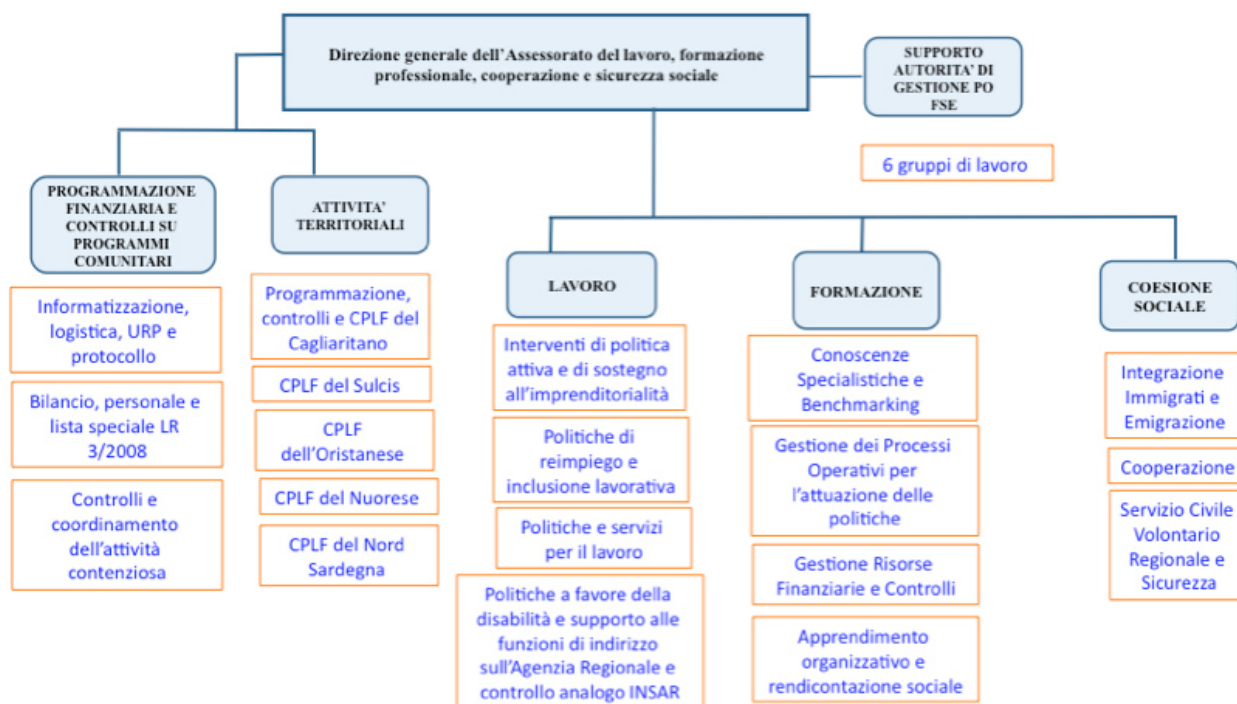 Direzione generale dell'Assessorato del lavoro, formazione
professionale, cooperazione e sicurezza sociale
SUPPORTO
AUTORITA' DI
GESTIONE PO
FSE
6 gruppi di lavoro
PROGRAMMAZIONE
FINANZIARIA E
CONTROLLI SU
PROGRAMMI
COMUNITARI
Informatizzazione,
logistica, URP e
protocollo
Bilancio, personale e
lista speciale LR
3/2008
Controlli e
coordinamento
dell'attività
contenziosa
ATTIVITA'
TERRITORIALI
Programmazione,
controlli e CPLF del
Cagliaritano
CPLF del Sulcis
CPLF
dell'Oristanese
CPLF del Nuorese
CPLF del Nord
Sardegna
LAVORO
Interventi di politica
attiva e di sostegno
all'imprenditorialità
Politiche di
reimpiego e
inclusione lavorativa
Politiche e servizi
per il lavoro
Politiche a favore della
disabilità e supporto alle
funzioni di indirizzo
sull'Agenzia Regionale e
controllo analogo INSAR
FORMAZIONE
Conoscenze
Specialistiche e
Benchmarking
Gestione dei Processi
Operativi per
l'attuazione delle
politiche
Gestione Risorse
Finanziarie e Controlli
Apprendimento
organizzativo e
rendicontazione sociale
COESIONE
SOCIALE
Integrazione
Immigrati e
Emigrazione
Cooperazione
Servizio Civile
Volontario
Regionale e
Sicurezza